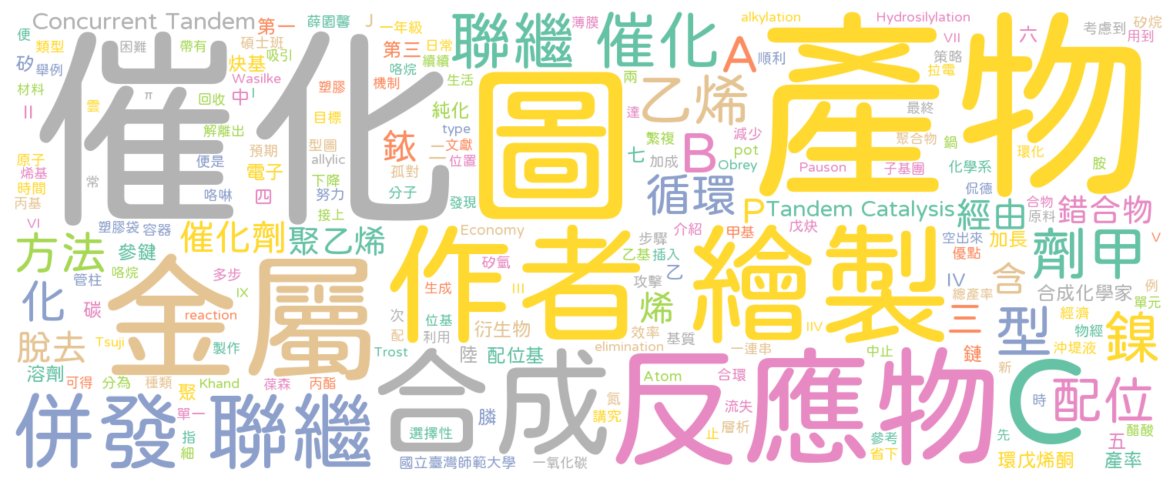 Concurrent Tandem
第一
薛園馨
J
一年級
薄膜
alkylation
Hydrosilylation
VII
六
考慮到
矽烷
便
類型
困難
帶有
碩士班
吸引
第三
日常
聯繼 催化
A
順利
策略
用到
矽
舉例
炔基
Wasilke
塑膠
機制
咯烷
續續
生活
兩
拉電
材料
II
雲
π
回收
中
I
目標
純化
達
乙烯
減少
最終
催化
圖
產物
解離出
型圖
銥
文獻
type
繁複
B
pot
聚合物
鍋
原子
烯基
時間
丙基
便是
預期
電子
allylic
孤對
一
位置
七
加成
Obrey
Pauson
子基團
化學系
環化
胺
常
咯啉
四
下降
努力
分子
發現
循環
介紹
甲基
戊炔
侃德
合物
原料
VI
塑膠袋
容器
接上
P
Tandem Catalysis
經由
錯合物
方法
參鍵
催化劑
聚乙烯
Economy
步驟
空出來
加長
優點
劑甲
V
咯烷
管柱
多步
矽氫
乙基
插入
乙
攻擊
IV
總產率
含
合成化學家
化
碳
IX
金屬
生成
III
作者
繪製
烯
三
型
例
單元
經濟
鎳
脫去
Tsuji
reaction
製作
次
配
位基
利用
衍生物
效率
基質
IIV
物經
沖堤液
Trost
配位基
陸
elimination
一連串
中止
鏈
溶劑
可得
分為
種類
Khand
葆森
丙酯
合成
Atom
合環
反應物
新
C
配位
聚
單一
膦
氮
講究
流失
時
醋酸
併發
聯繼
指
細
選擇性
止
層析
參考
省下
先
五
國立臺灣師範大學
一氧化碳
環戊烯酮
產率